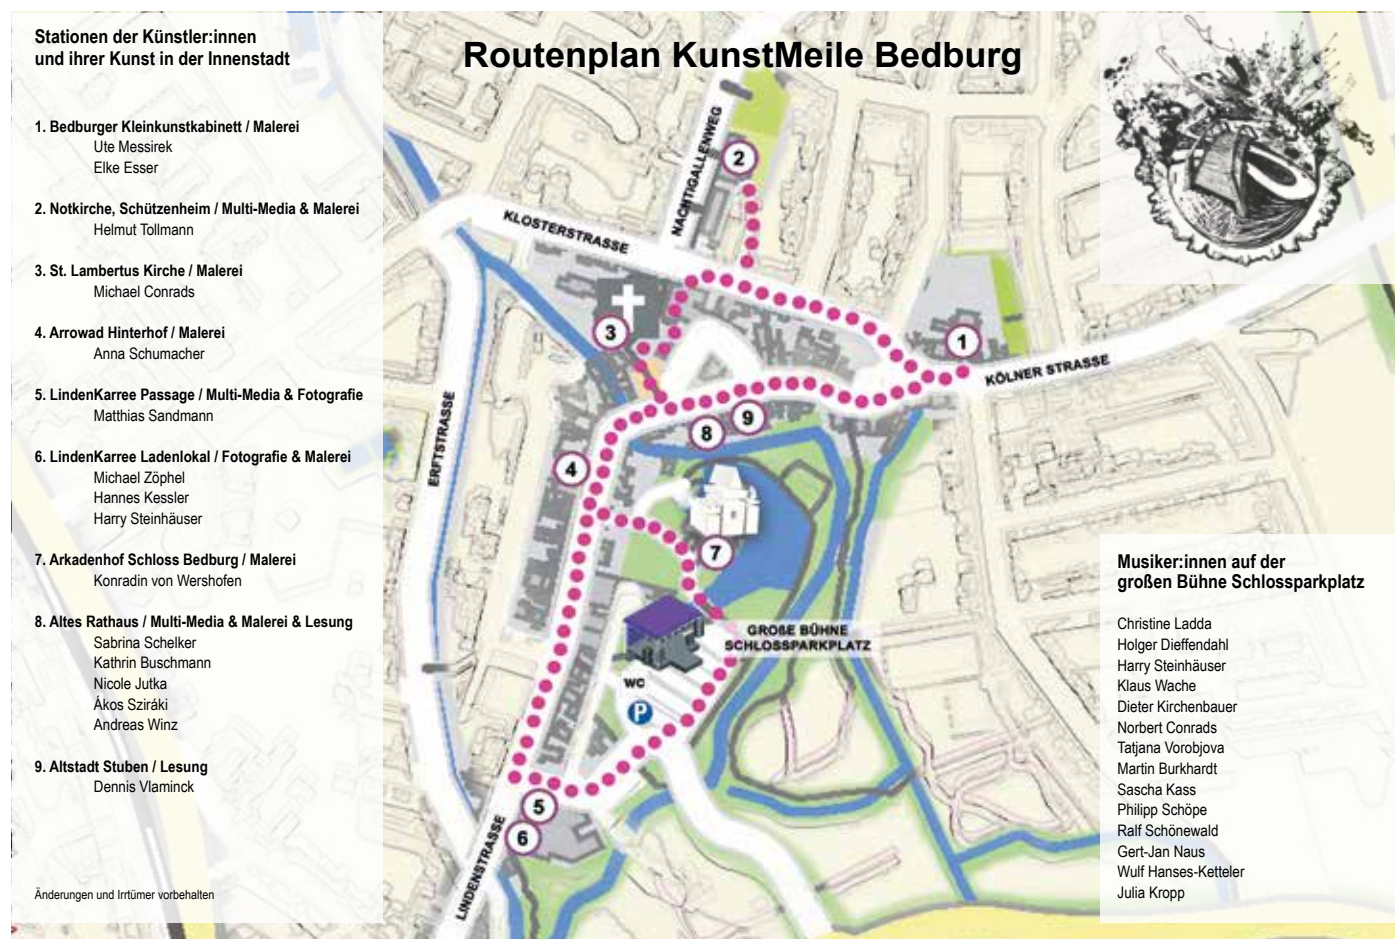 Routenplan KunstMeile Bedburg
Stationen der Künstler:innen
und ihrer Kunst in der Innenstadt
1. Bedburger Kleinkunstkabinett / Malerei
Ute Messirek
Elke Esser
2. Notkirche, Schützenheim / Multi-Media & Malerei
Helmut Tollmann
3. St. Lambertus Kirche / Malerei
Michael Conrads
4. Arrowad Hinterhof / Malerei
Anna Schumacher
5. LindenKarree Passage / Multi-Media & Fotografie
Matthias Sandmann
6. LindenKarree Ladenlokal / Fotografie & Malerei
Michael Zöphel
Hannes Kessler
Harry Steinhäuser
7. Arkadenhof Schloss Bedburg / Malerei
Konradin von Wershofen
8. Altes Rathaus / Multi-Media & Malerei & Lesung
Sabrina Schelker
Kathrin Buschmann
Nicole Jutka
Ákos Sziráki
Andreas Winz
9. Altstadt Stuben / Lesung
Dennis Vlaminck
Änderungen und Irrtümer vorbehalten
NACHTIGALLENWEG
2
KLOSTERSTRASSE
3
1
KÖLNER STRASSE
ERFTSTRASSE
8
9
4
7
GROßE BÜHNE
SCHLOSSPARKPLATZ
WC
P
5
6
LINDENSTRASSE
Musiker:innen auf der
großen Bühne Schlossparkplatz
Christine Ladda
Holger Dieffendahl
Harry Steinhäuser
Klaus Wache
Dieter Kirchenbauer
Norbert Conrads
Tatjana Vorobjova
Martin Burkhardt
Sascha Kass
Philipp Schöpe
Ralf Schönewald
Gert-Jan Naus
Wulf Hanses-Ketteler
Julia Kropp